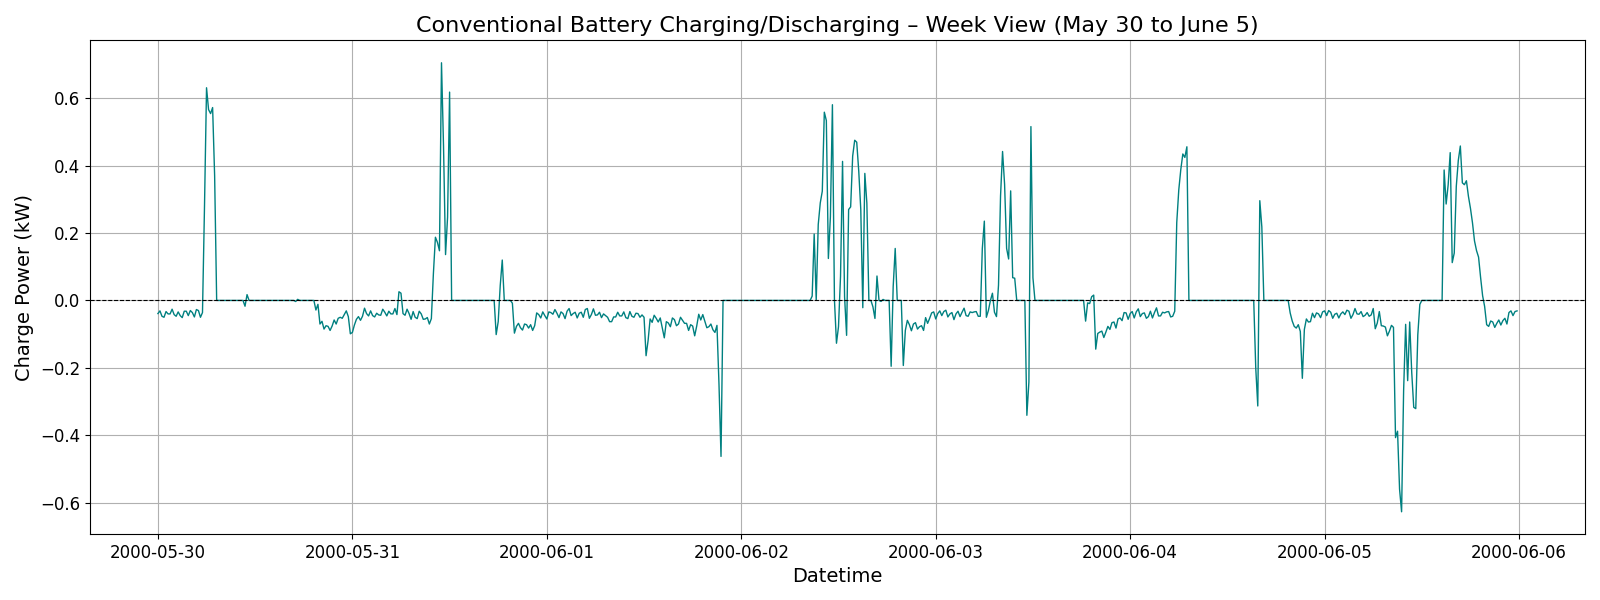 Conventional Battery Charging/Discharging – Week View (May 30 to June 5)
Charge Power (kW)
0.6
0.4
0.2
0.0
−0.2
−0.4
−0.6
2000-05-30 2000-05-31 2000-06-01 2000-06-02 2000-06-03 2000-06-04 2000-06-05 2000-06-06
Datetime